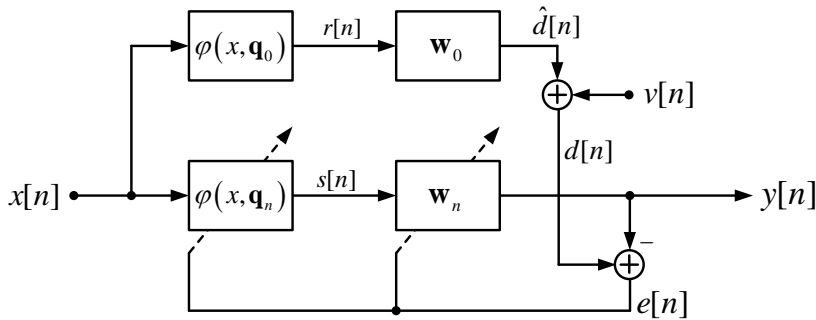 φ(x, q₀)
r[n]
w₀
d̂[n]
v[n]
d[n]
x[n]
φ(x, qₙ)
s[n]
wₙ
y[n]
−
e[n]